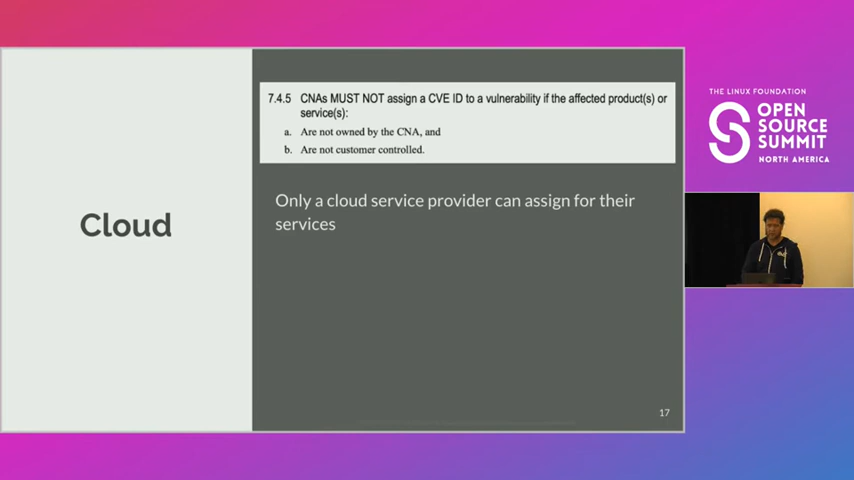 Cloud
7.4.5 CNAs MUST NOT assign a CVE ID to a vulnerability if the affected product(s) or
service(s):
a. Are not owned by the CNA, and
b. Are not customer controlled.
Only a cloud service provider can assign for their
services
17
THE LINUX FOUNDATION
OPEN
SOURCE
SUMMIT
NORTH AMERICA